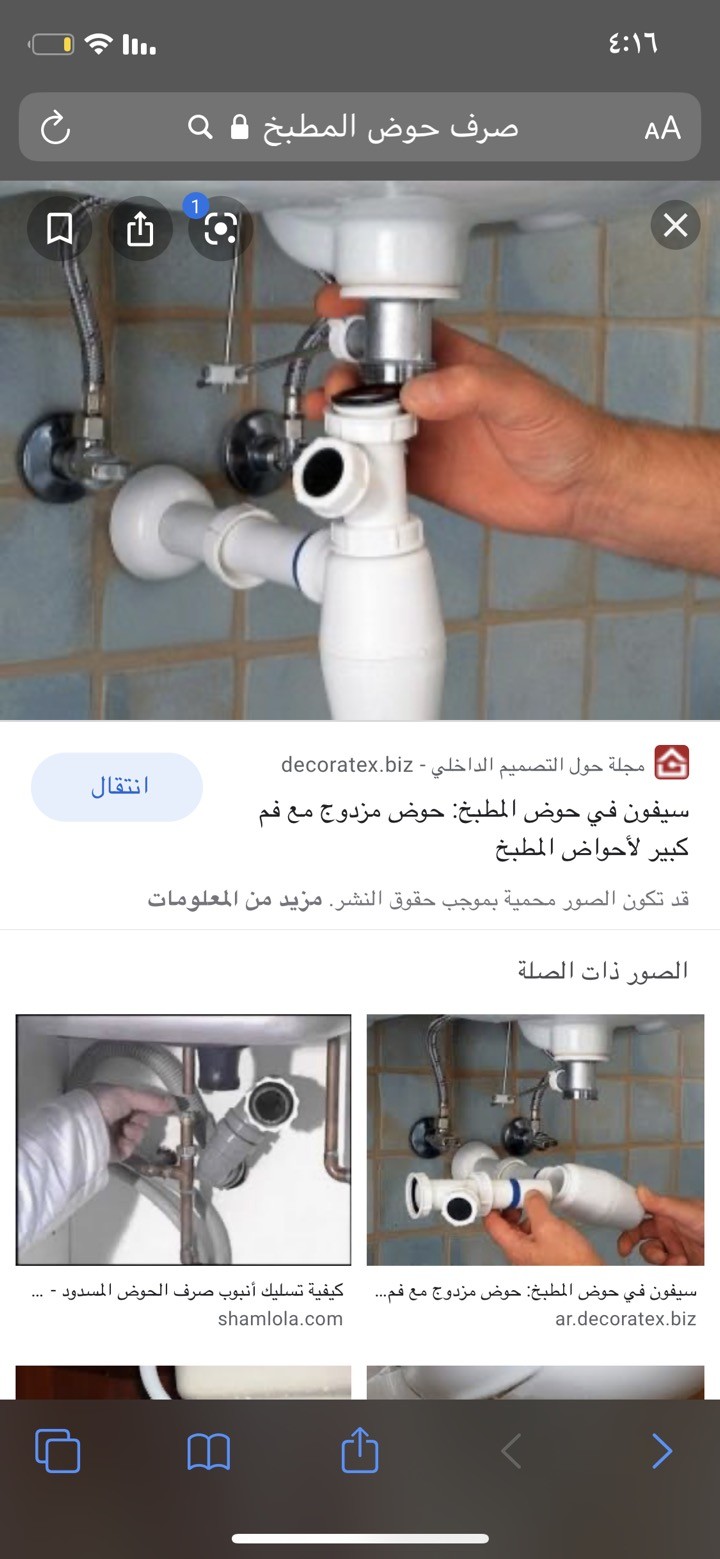 ٤:١٦
صرف حوض المطبخ
AA
1
مجلة حول التصميم الداخلي - decoratex.biz
انتقال
سيفون في حوض المطبخ: حوض مزدوج مع فم
كبير لأحواض المطبخ
قد تكون الصور محمية بموجب حقوق النشر. مزيد من المعلومات
الصور ذات الصلة
سيفون في حوض المطبخ: حوض مزدوج مع فم...
ar.decoratex.biz
كيفية تسليك أنبوب صرف الحوض المسدود - ...
shamlola.com